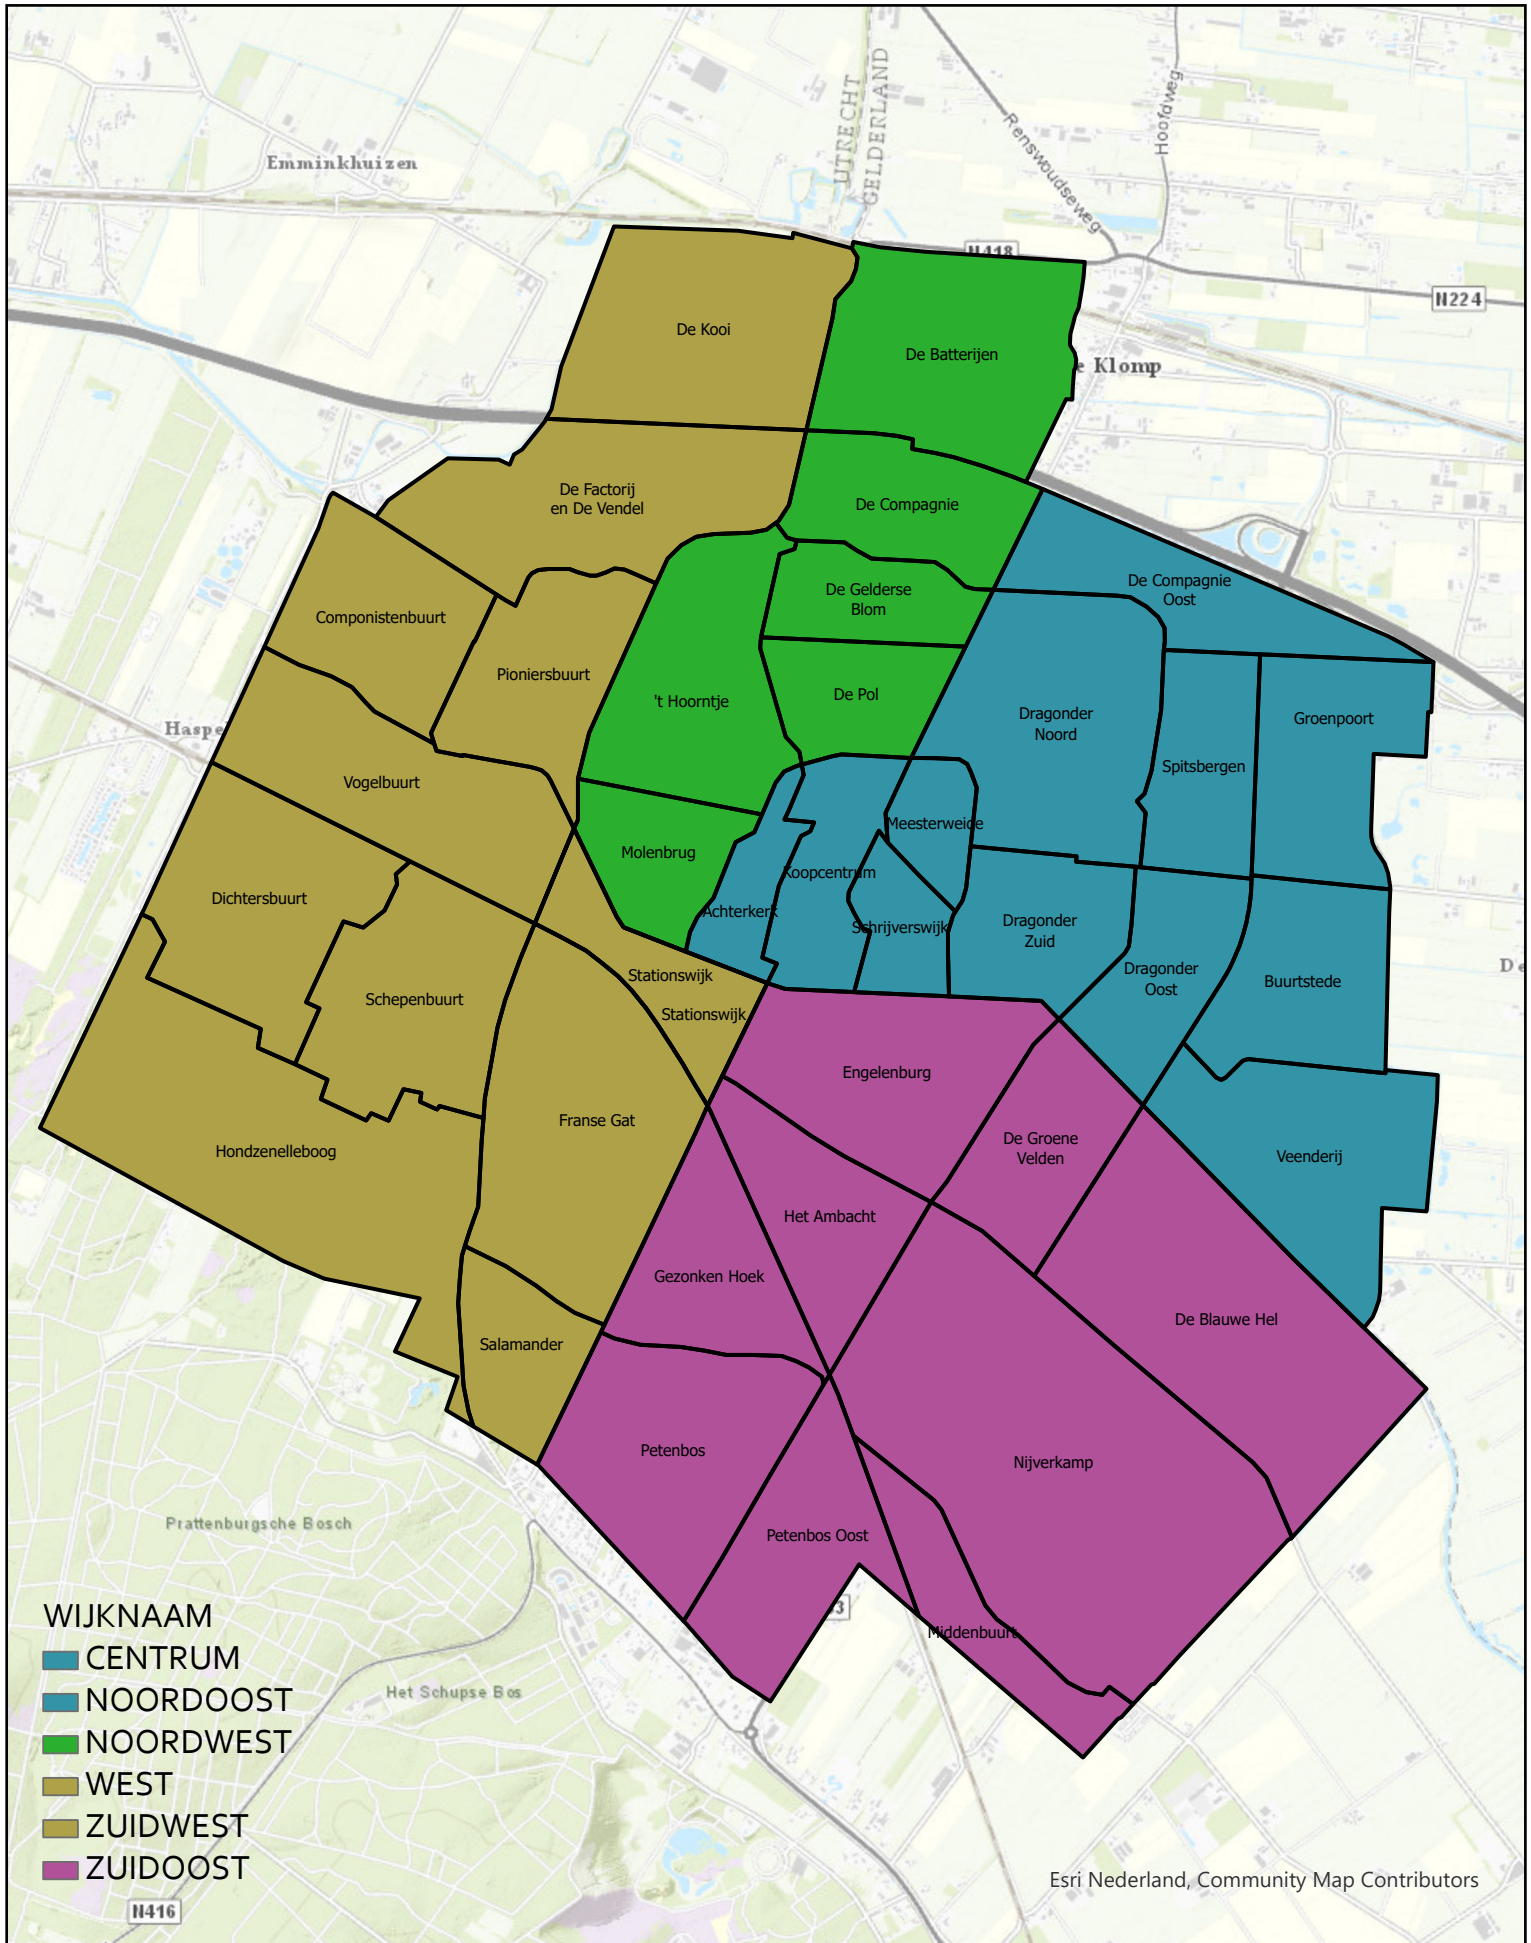 Emminkhuizen
UTRECHT
GELDERLAND
Renswoudseweg
Hoofdweg
N418
N224
De Kooi
De Batterijen
e Klomp
De Factorij
en De Vendel
De Compagnie
De Compagnie
Oost
De Gelderse
Blom
Componistenbuurt
Pioniersbuurt
't Hoorntje
De Pol
Dragonder
Noord
Groenpoort
Haspe
Spitsbergen
Vogelbuurt
Meesterweide
Molenbrug
Koopcentrum
Dichtersbuurt
Achterkerk
Schrijverswijk
Dragonder
Zuid
De
Stationswijk
Dragonder
Oost
Buurtstede
Schepenbuurt
Stationswijk
Engelenburg
Franse Gat
De Groene
Velden
Hondzenelleboog
Veenderij
Het Ambacht
Gezonken Hoek
De Blauwe Hel
Salamander
Petenbos
Nijverkamp
Prattenburgsche Bosch
Petenbos Oost
3
Middenbuurt
Het Schupse Bos
WIJKNAAM
CENTRUM
NOORDOOST
NOORDWEST
WEST
ZUIDWEST
ZUIDOOST
N416
Esri Nederland, Community Map Contributors